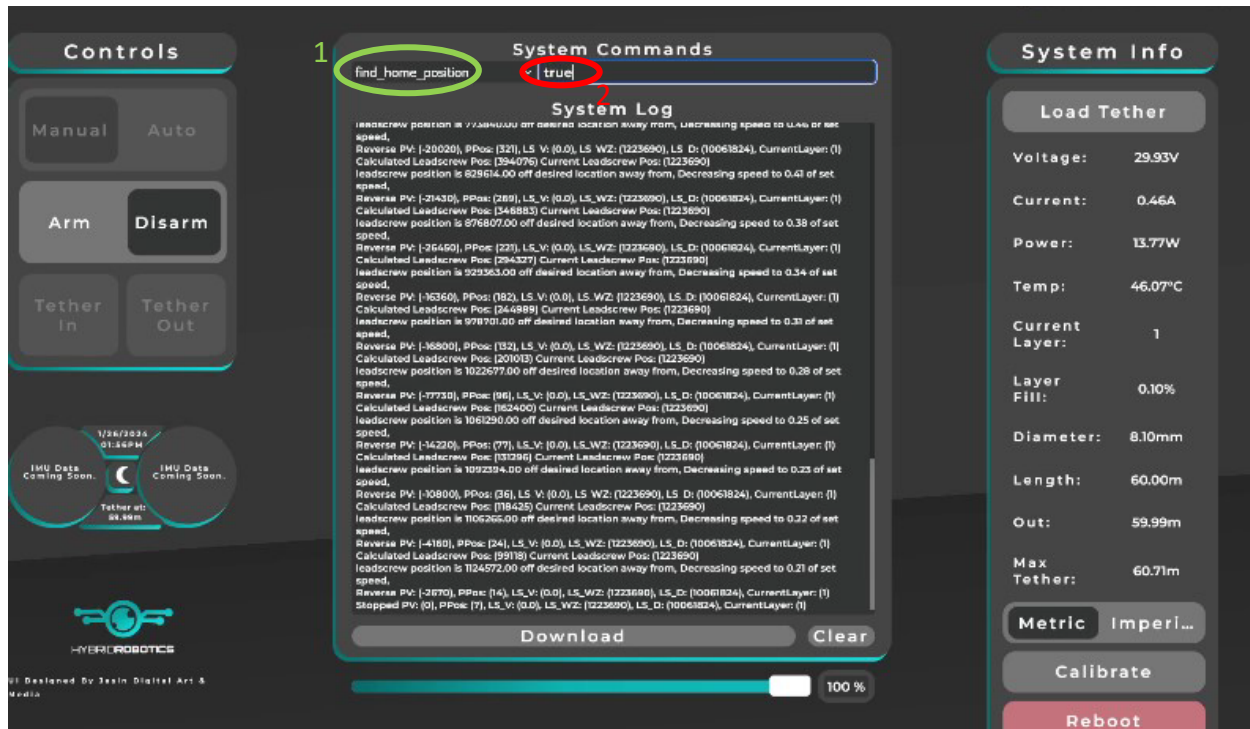 Controls
Manual
Auto
Arm
Disarm
Tether In
Tether Out
1/26/2024
01:56PM
IMU Data
Coming Soon.
IMU Data
Coming Soon.
Tether at:
59.99m
HYBRIDROBOTICS
UI Designed By Jesin Digital Art &
Media
1
System Commands
find_home_position
true
2
System Log
leadscrew position is 773840.00 off desired location away from, Decreasing speed to 0.46 of set
speed,
Reverse PV: (-20020), PPos: (321), LS_V: (0.0), LS_WZ: (1223690), LS_D: (10061824), CurrentLayer: (1)
Calculated Leadscrew Pos: (394076) Current Leadscrew Pos: (1223690)
leadscrew position is 829614.00 off desired location away from, Decreasing speed to 0.41 of set
speed,
Reverse PV: (-21430), PPos: (269), LS_V: (0.0), LS_WZ: (1223690), LS_D: (10061824), CurrentLayer: (1)
Calculated Leadscrew Pos: (346883) Current Leadscrew Pos: (1223690)
leadscrew position is 876807.00 off desired location away from, Decreasing speed to 0.38 of set
speed,
Reverse PV: (-26450), PPos: (221), LS_V: (0.0), LS_WZ: (1223690), LS_D: (10061824), CurrentLayer: (1)
Calculated Leadscrew Pos: (294327) Current Leadscrew Pos: (1223690)
leadscrew position is 929363.00 off desired location away from, Decreasing speed to 0.34 of set
speed,
Reverse PV: (-16360), PPos: (182), LS_V: (0.0), LS_WZ: (1223690), LS_D: (10061824), CurrentLayer: (1)
Calculated Leadscrew Pos: (244989) Current Leadscrew Pos: (1223690)
leadscrew position is 978701.00 off desired location away from, Decreasing speed to 0.31 of set
speed,
Reverse PV: (-16800), PPos: (132), LS_V: (0.0), LS_WZ: (1223690), LS_D: (10061824), CurrentLayer: (1)
Calculated Leadscrew Pos: (201013) Current Leadscrew Pos: (1223690)
leadscrew position is 1022677.00 off desired location away from, Decreasing speed to 0.28 of set
speed,
Reverse PV: (-17730), PPos: (96), LS_V: (0.0), LS_WZ: (1223690), LS_D: (10061824), CurrentLayer: (1)
Calculated Leadscrew Pos: (162400) Current Leadscrew Pos: (1223690)
leadscrew position is 1061290.00 off desired location away from, Decreasing speed to 0.25 of set
speed,
Reverse PV: (-14220), PPos: (77), LS_V: (0.0), LS_WZ: (1223690), LS_D: (10061824), CurrentLayer: (1)
Calculated Leadscrew Pos: (131296) Current Leadscrew Pos: (1223690)
leadscrew position is 1092394.00 off desired location away from, Decreasing speed to 0.23 of set
speed,
Reverse PV: (-10800), PPos: (36), LS_V: (0.0), LS_WZ: (1223690), LS_D: (10061824), CurrentLayer: (1)
Calculated Leadscrew Pos: (118425) Current Leadscrew Pos: (1223690)
leadscrew position is 1105265.00 off desired location away from, Decreasing speed to 0.22 of set
speed,
Reverse PV: (-4160), PPos: (24), LS_V: (0.0), LS_WZ: (1223690), LS_D: (10061824), CurrentLayer: (1)
Calculated Leadscrew Pos: (99118) Current Leadscrew Pos: (1223690)
leadscrew position is 1124572.00 off desired location away from, Decreasing speed to 0.21 of set
speed,
Reverse PV: (-2670), PPos: (14), LS_V: (0.0), LS_WZ: (1223690), LS_D: (10061824), CurrentLayer: (1)
Stopped PV: (0), PPos: (7), LS_V: (0.0), LS_WZ: (1223690), LS_D: (10061824), CurrentLayer: (1)
Download
Clear
100 %
System Info
Load Tether
Voltage: 29.93V
Current: 0.46A
Power: 13.77W
Temp: 46.07°C
Current Layer: 1
Layer Fill: 0.10%
Diameter: 8.10mm
Length: 60.00m
Out: 59.99m
Max Tether: 60.71m
Metric
Imperi...
Calibrate
Reboot